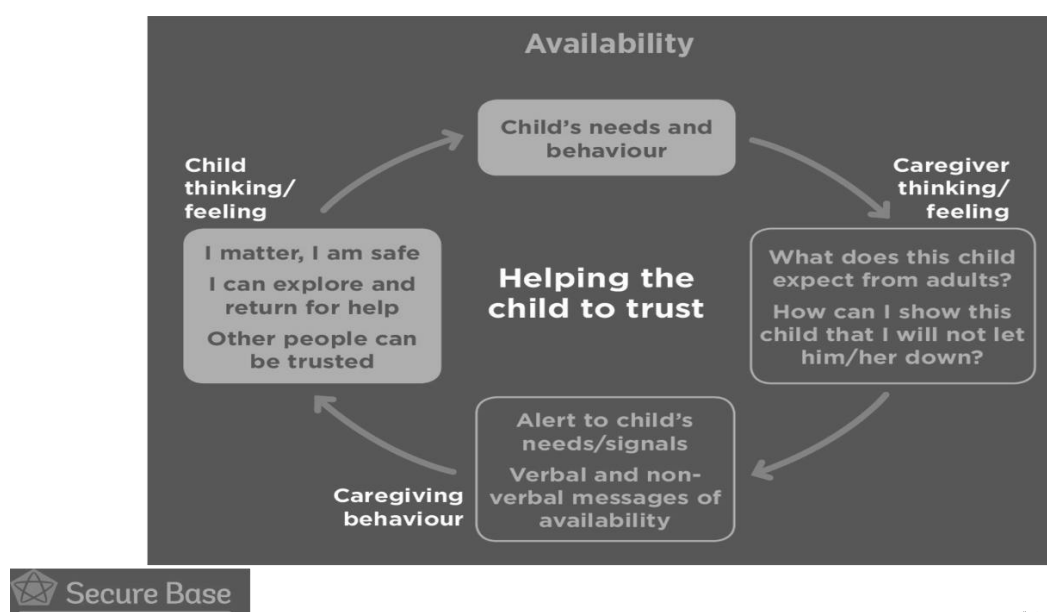 Availability
Child's needs and
behaviour
Child
thinking/
feeling
Caregiver
thinking/
feeling
I matter, I am safe
I can explore and
return for help
Other people can
be trusted
Helping the
child to trust
What does this child
expect from adults?
How can I show this
child that I will not let
him/her down?
Alert to child's
needs/signals
Verbal and non-
verbal messages of
availability
Caregiving
behaviour
Secure Base